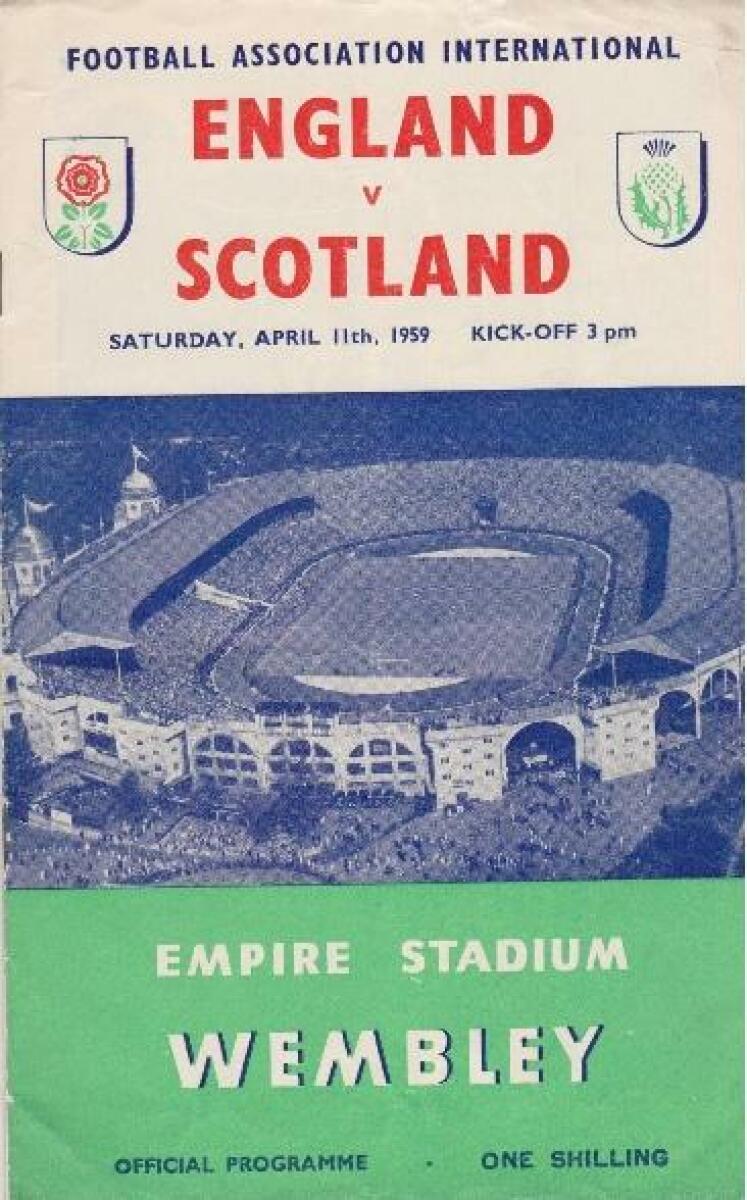 FOOTBALL ASSOCIATION INTERNATIONAL
ENGLAND
V
SCOTLAND
SATURDAY, APRIL 11th, 1959 KICK-OFF 3 pm
EMPIRE STADIUM
WEMBLEY
OFFICIAL PROGRAMME · ONE SHILLING